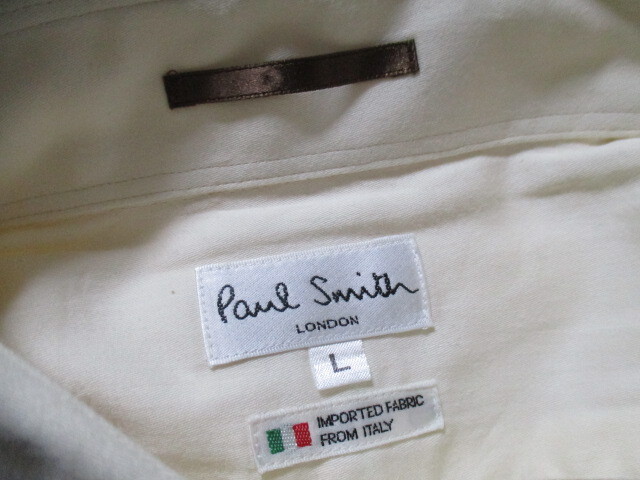 Paul Smith
LONDON
L
IMPORTED FABRIC
FROM ITALY